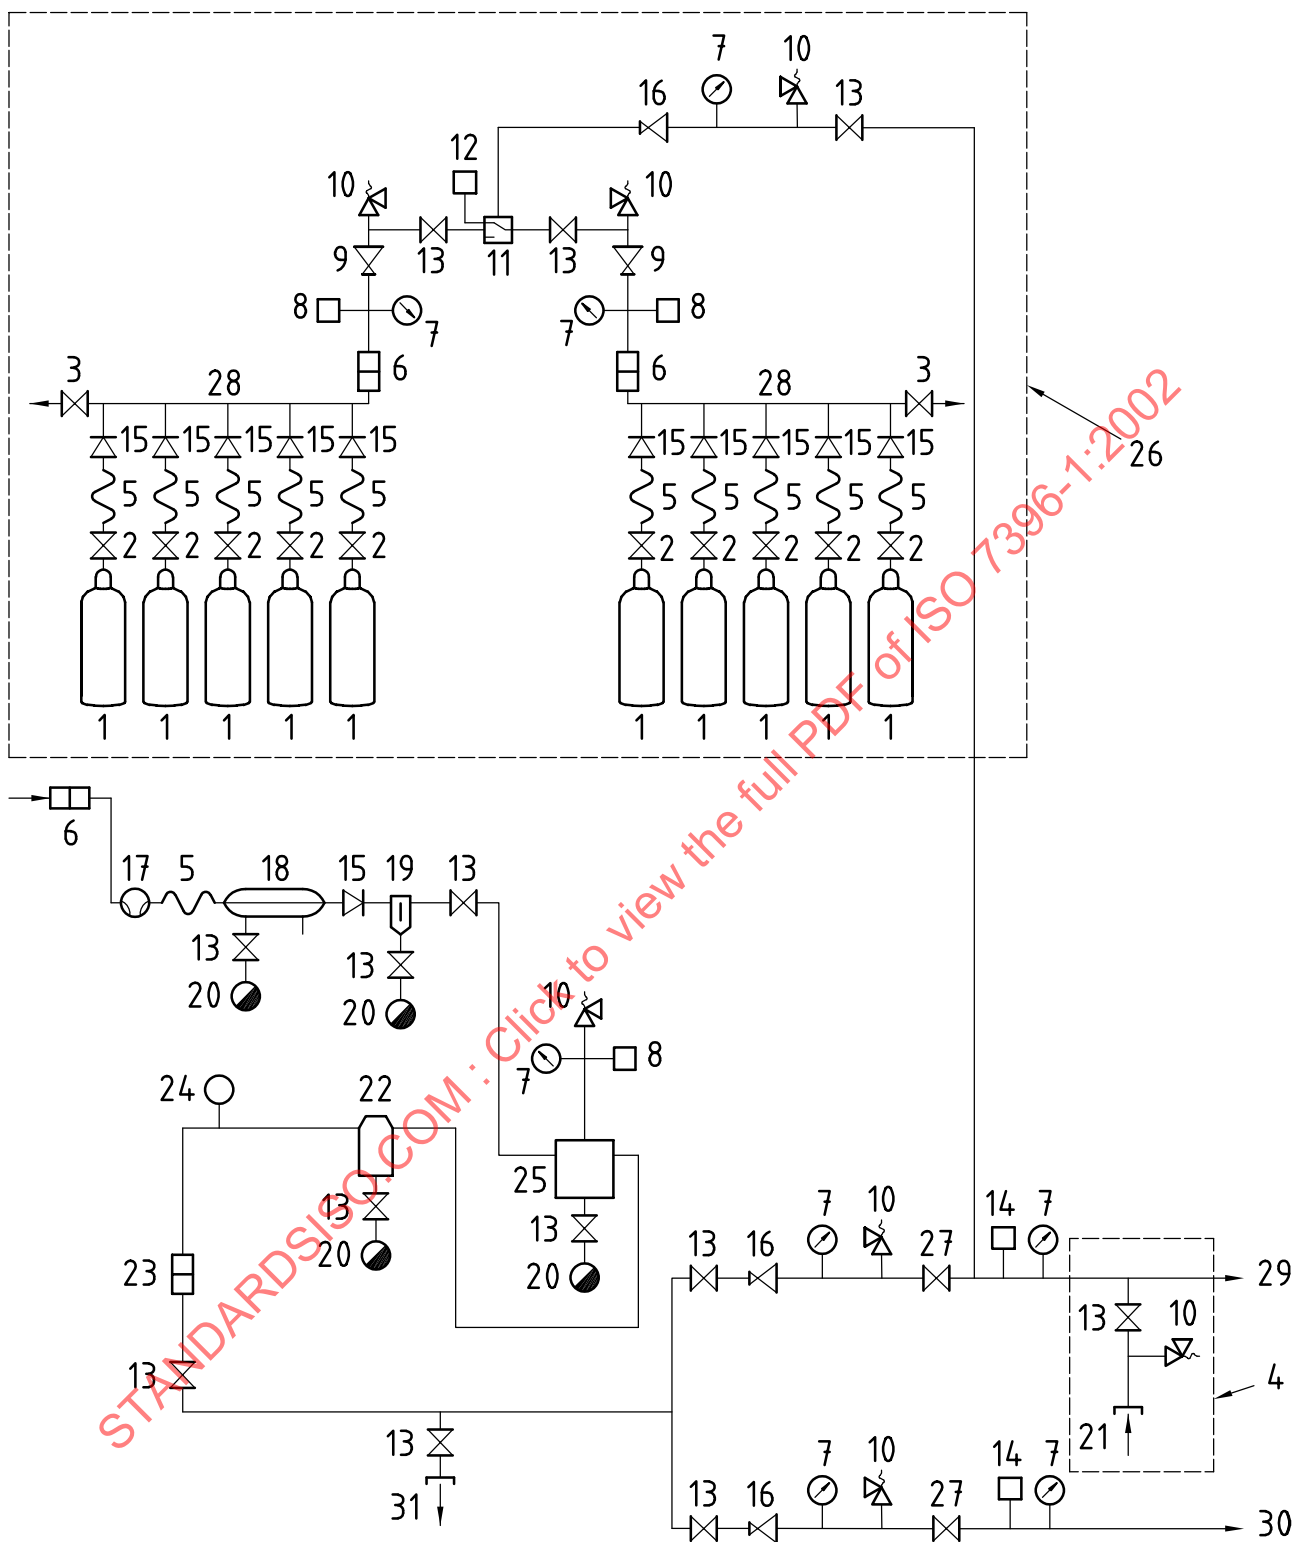 7 10
16 13
12
10 10
9 13 11 13 9
8 7 7 8
6 6
3 28 28 3
15 15 15 15 15 15 15 15 15 15
26
5 5 5 5 5 5 5 5 5 5
2 2 2 2 2 2 2 2 2 2
1 1 1 1 1 1 1 1 1 1
6
17 5 18 15 19 13
13 13
20 20
10
7 8
24 22
25
13 13
20 20
23
13
7 10 14 7
13 16 27
29
13 10
4
21
13
31
7 10 14 7
13 16 27
30
STANDARDSISO.COM : Click to view the full PDF of ISO 7396-1:2002